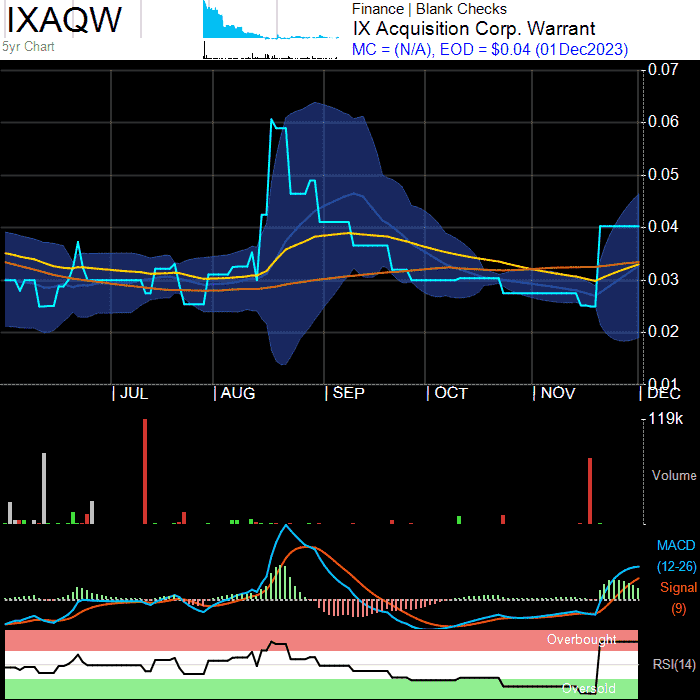 IXAQW
5yr Chart
Finance | Blank Checks
IX Acquisition Corp. Warrant
MC = (N/A), EOD = $0.04 (01Dec2023)
0.07
0.06
0.05
0.04
0.03
0.02
0.01
| JUL | AUG | SEP | OCT | NOV | DEC
119k
Volume
MACD
(12-26)
Signal
(9)
Overbought
RSI(14)
Oversold